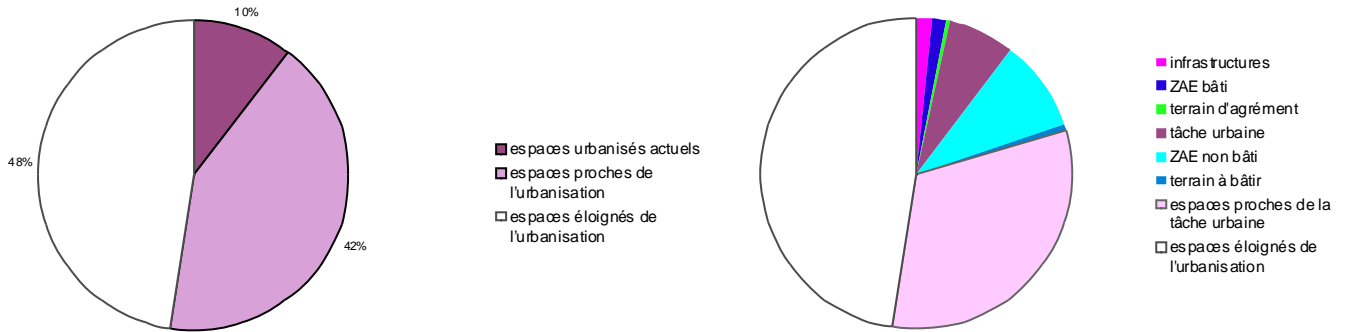 10%
48%
42%
espaces urbanisés actuels
espaces proches de
l'urbanisation
espaces éloignés de
l'urbanisation
infrastructures
ZAE bâti
terrain d'agrément
tâche urbaine
ZAE non bâti
terrain à bâtir
espaces proches de la
tâche urbaine
espaces éloignés de
l'urbanisation